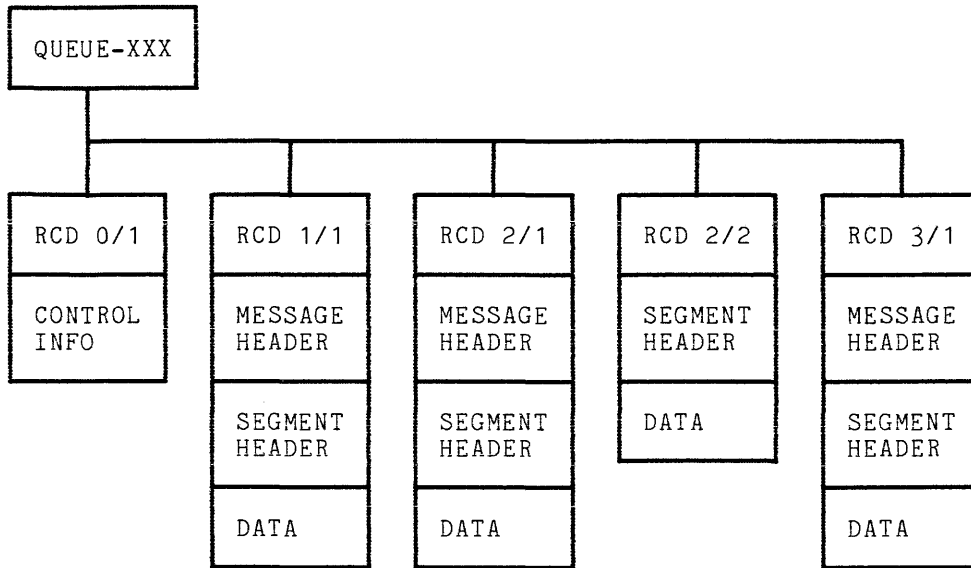 QUEUE-XXX
RCD 0/1
CONTROL
INFO
RCD 1/1
MESSAGE
HEADER
SEGMENT
HEADER
DATA
RCD 2/1
MESSAGE
HEADER
SEGMENT
HEADER
DATA
RCD 2/2
SEGMENT
HEADER
DATA
RCD 3/1
MESSAGE
HEADER
SEGMENT
HEADER
DATA